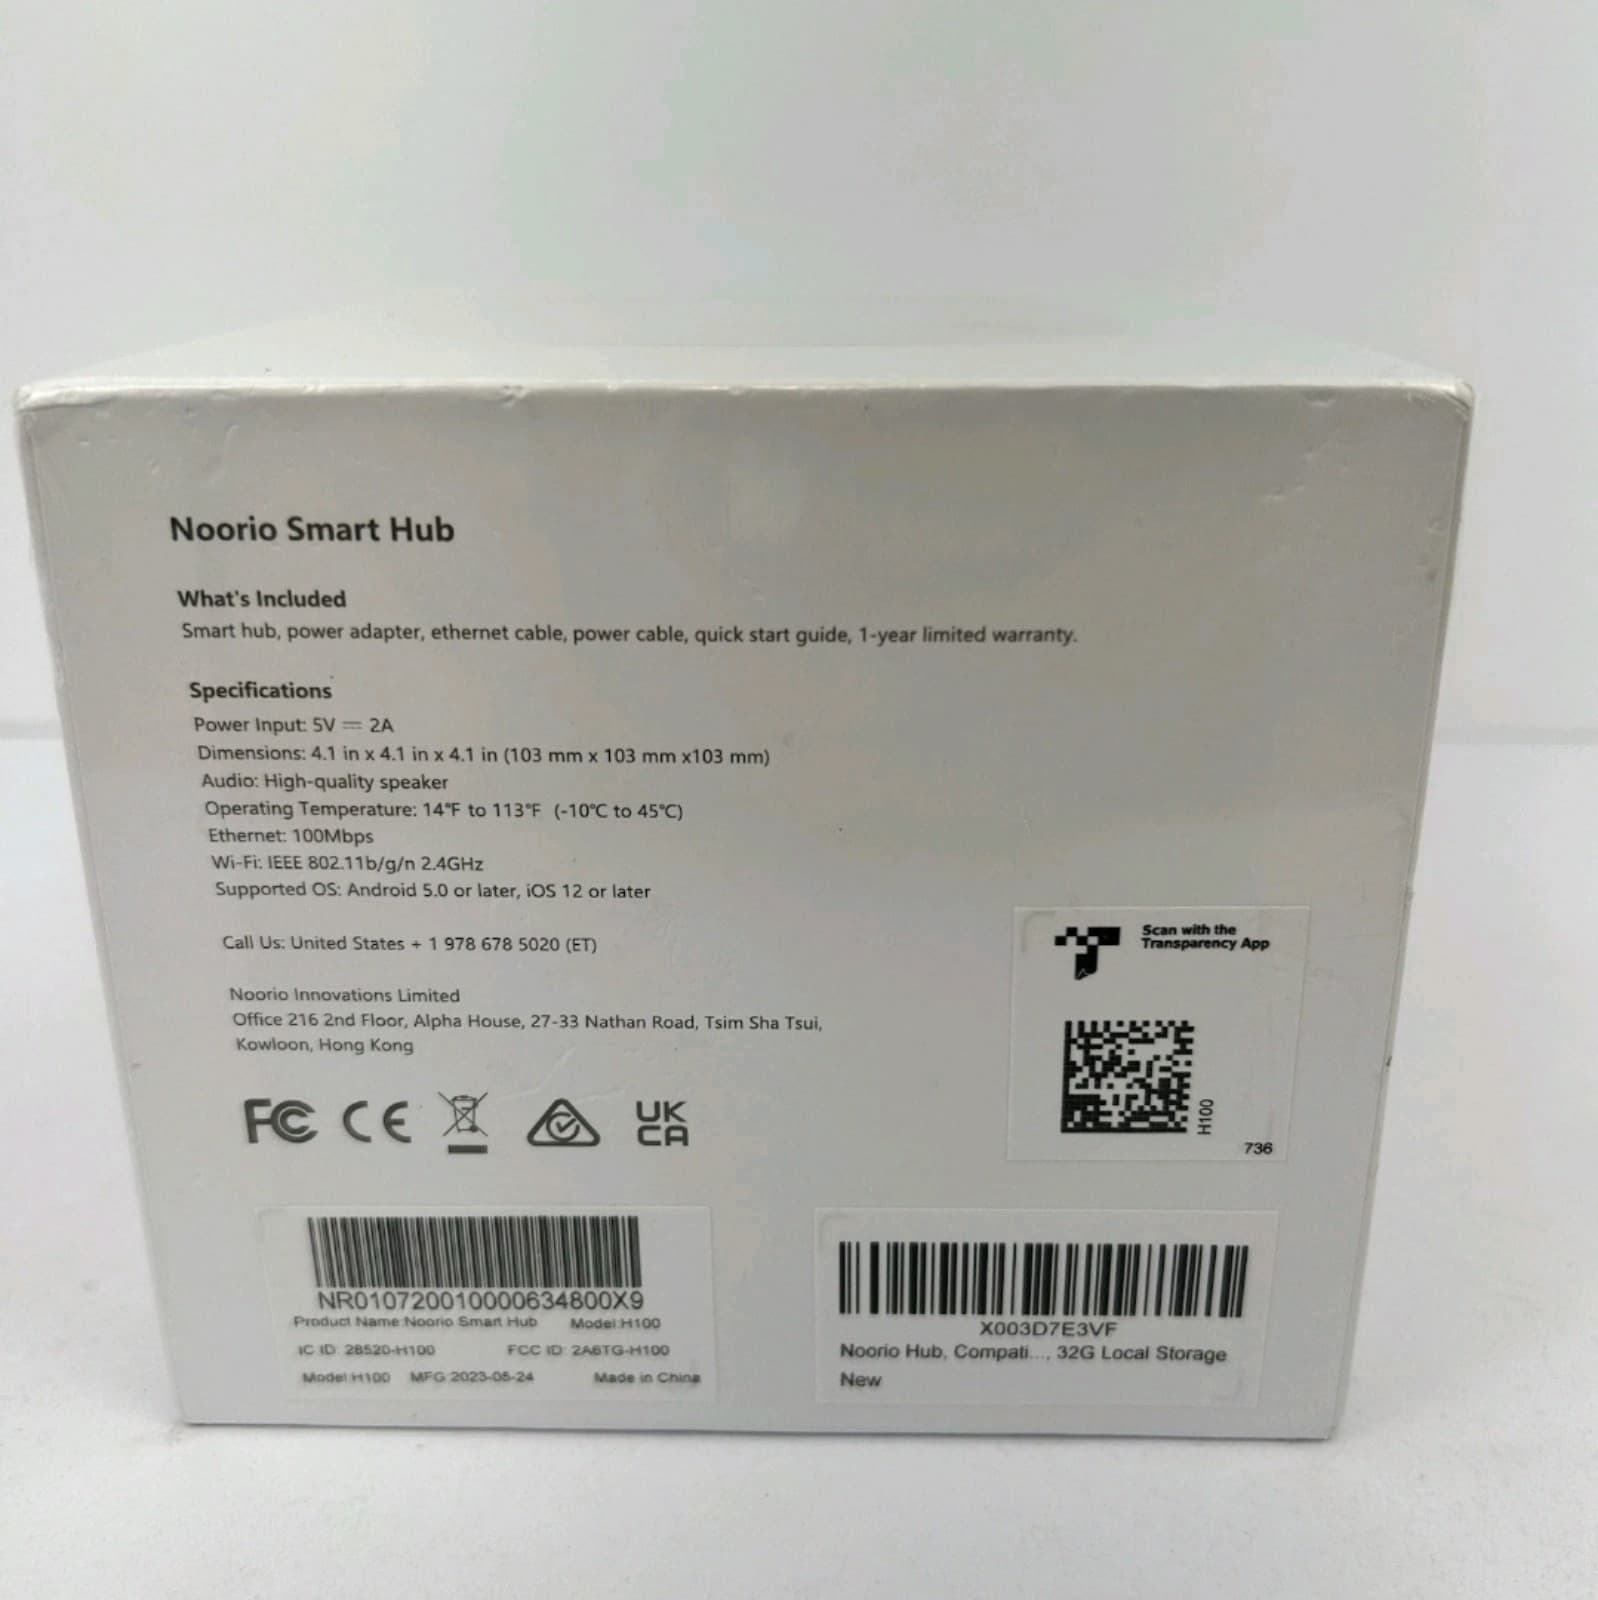 Noorio Smart Hub
What's Included
Smart hub, power adapter, ethernet cable, power cable, quick start guide, 1-year limited warranty.
Specifications
Power Input: 5V ⎓ 2A
Dimensions: 4.1 in x 4.1 in x 4.1 in (103 mm x 103 mm x103 mm)
Audio: High-quality speaker
Operating Temperature: 14°F to 113°F (-10°C to 45°C)
Ethernet: 100Mbps
Wi-Fi: IEEE 802.11b/g/n 2.4GHz
Supported OS: Android 5.0 or later, iOS 12 or later
Call Us: United States + 1 978 678 5020 (ET)
Noorio Innovations Limited
Office 216 2nd Floor, Alpha House, 27-33 Nathan Road, Tsim Sha Tsui,
Kowloon, Hong Kong
FC CE UK
CA
Scan with the
Transparency App
H100
736
NR010720010000634800X9
Product Name:Noorio Smart Hub Model:H100
IC ID: 28520-H100 FCC ID: 2A6TG-H100
Model:H100 MFG:2023-05-24 Made in China
X003D7E3VF
Noorio Hub, Compati..., 32G Local Storage
New